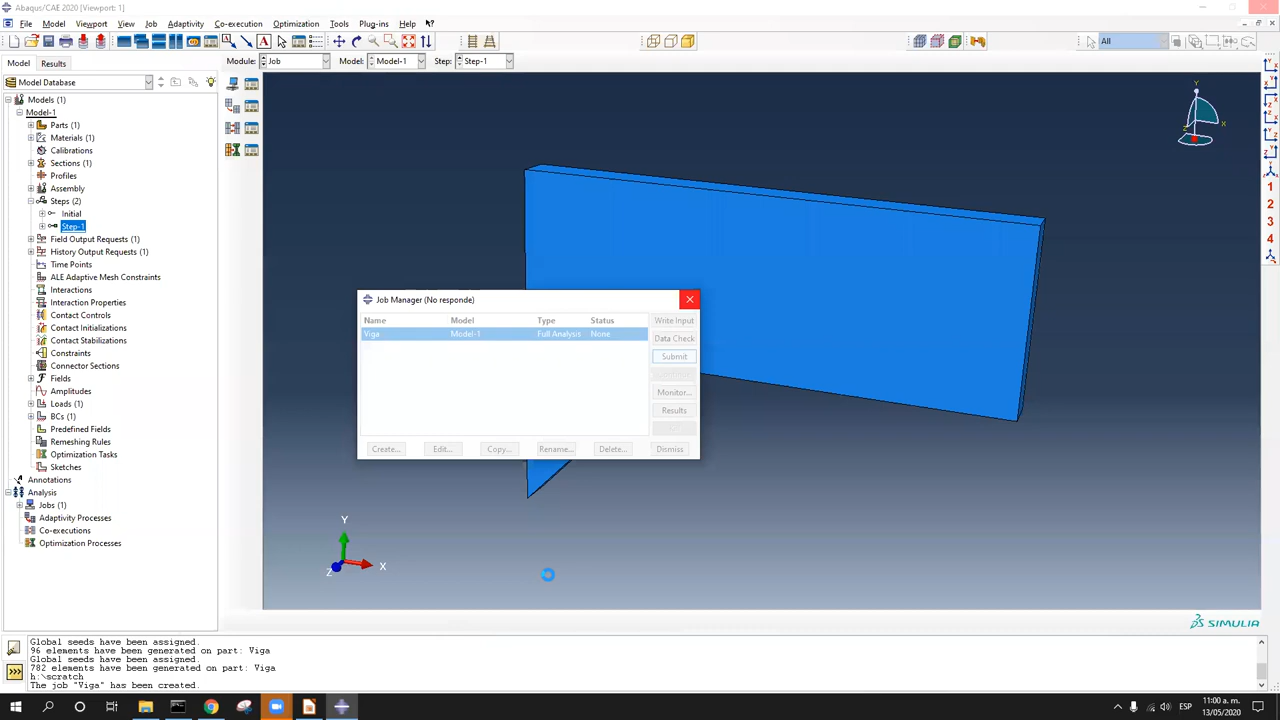 Abaqus/CAE 2020 [Viewport: 1]
File Model Viewport View Job Adaptivity Co-execution Optimization Tools Plug-ins Help
All
Model Results
Module: Job Model: Model-1 Step: Step-1
Model Database
Models (1)
Model-1
Parts (1)
Materials (1)
Calibrations
Sections (1)
Profiles
Assembly
Steps (2)
Initial
Step-1
Field Output Requests (1)
History Output Requests (1)
Time Points
ALE Adaptive Mesh Constraints
Interactions
Interaction Properties
Contact Controls
Contact Initializations
Contact Stabilizations
Constraints
Connector Sections
Fields
Amplitudes
Loads (1)
BCs (1)
Predefined Fields
Remeshing Rules
Optimization Tasks
Sketches
Annotations
Analysis
Jobs (1)
Adaptivity Processes
Co-executions
Optimization Processes
Y
X
Z
1
2
3
4
Job Manager (No responde)
Name Model Type Status
Viga Model-1 Full Analysis None
Write Input
Data Check
Submit
Monitor...
Results
Create... Edit... Copy... Rename... Delete... Dismiss
Y
X
Z
SIMULIA
Global seeds have been assigned.
96 elements have been generated on part: Viga
Global seeds have been assigned.
782 elements have been generated on part: Viga
h:\scratch
The job "Viga" has been created.
ESP
11:00 a. m.
13/05/2020